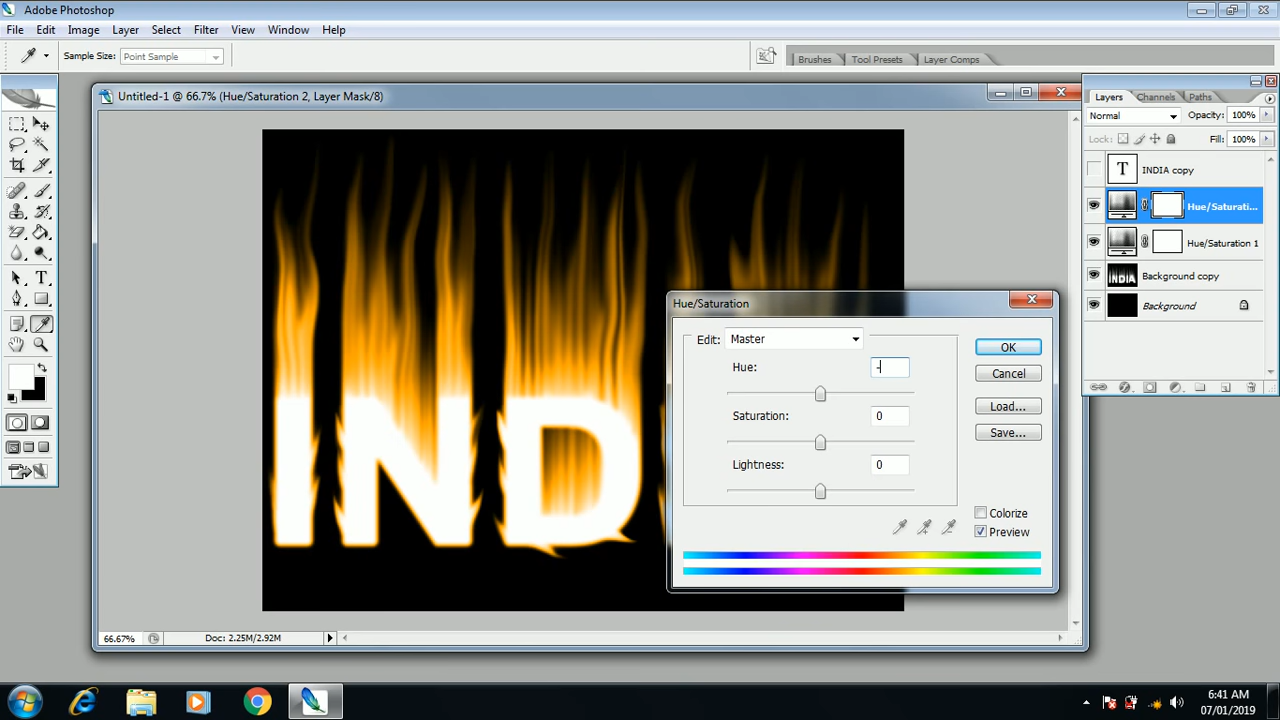 Adobe Photoshop
File Edit Image Layer Select Filter View Window Help
Sample Size: Point Sample
Brushes Tool Presets Layer Comps
Untitled-1 @ 66.7% (Hue/Saturation 2, Layer Mask/8)
Layers Channels Paths
Normal Opacity: 100%
Lock: Fill: 100%
T INDIA copy
Hue/Saturati...
Hue/Saturation 1
INDIA Background copy
Background
IND
Hue/Saturation
Edit: Master
Hue: -
Saturation: 0
Lightness: 0
OK
Cancel
Load...
Save...
Colorize
Preview
66.67% Doc: 2.25M/2.92M
6:41 AM
07/01/2019